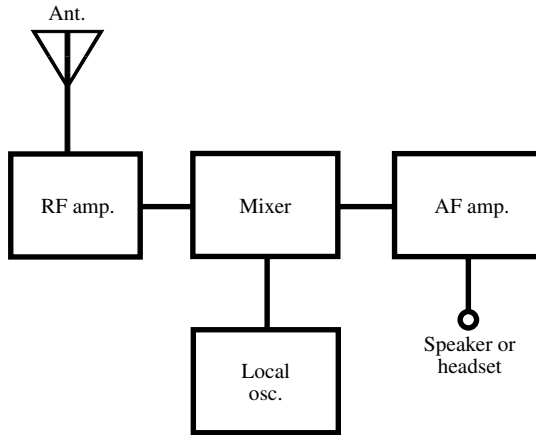 Ant.
RF amp.
Mixer
AF amp.
Local
osc.
Speaker or
headset